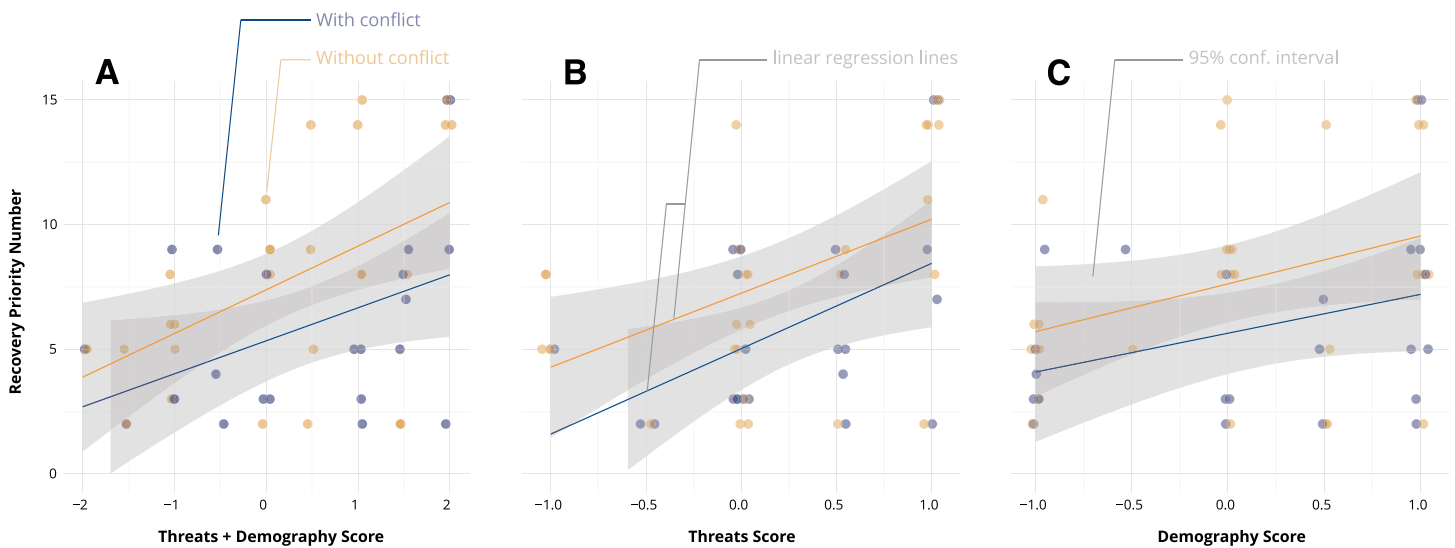 With conflict
Without conflict
linear regression lines
95% conf. interval
A
B
C
Recovery Priority Number
15
10
5
0
−2
−1
0
1
2
−1.0
−0.5
0.0
0.5
1.0
−1.0
−0.5
0.0
0.5
1.0
Threats + Demography Score
Threats Score
Demography Score